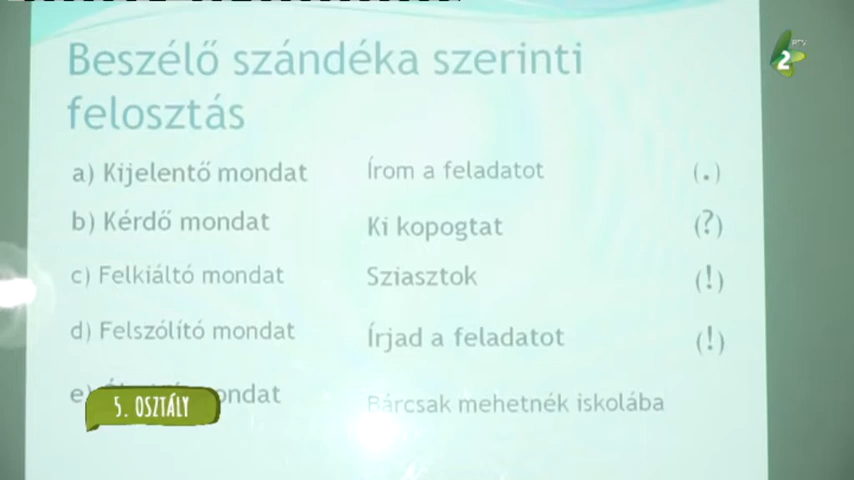 Beszélő szándéka szerinti
felosztás
a) Kijelentő mondat Írom a feladatot (.)
b) Kérdő mondat Ki kopogtat (?)
c) Felkiáltó mondat Sziasztok (!)
d) Felszólító mondat Írjad a feladatot (!)
e) mondat Bárcsak mehetnék iskolába
5. OSZTÁLY
РТВ
2